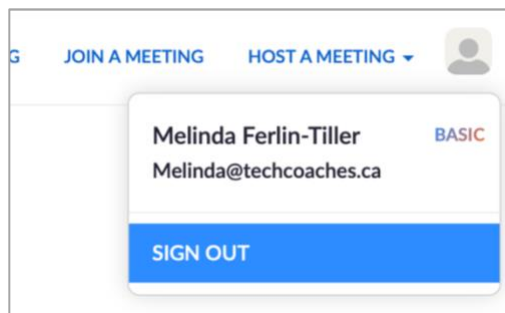 G JOIN A MEETING HOST A MEETING
Melinda Ferlin-Tiller BASIC
Melinda@techcoaches.ca
SIGN OUT